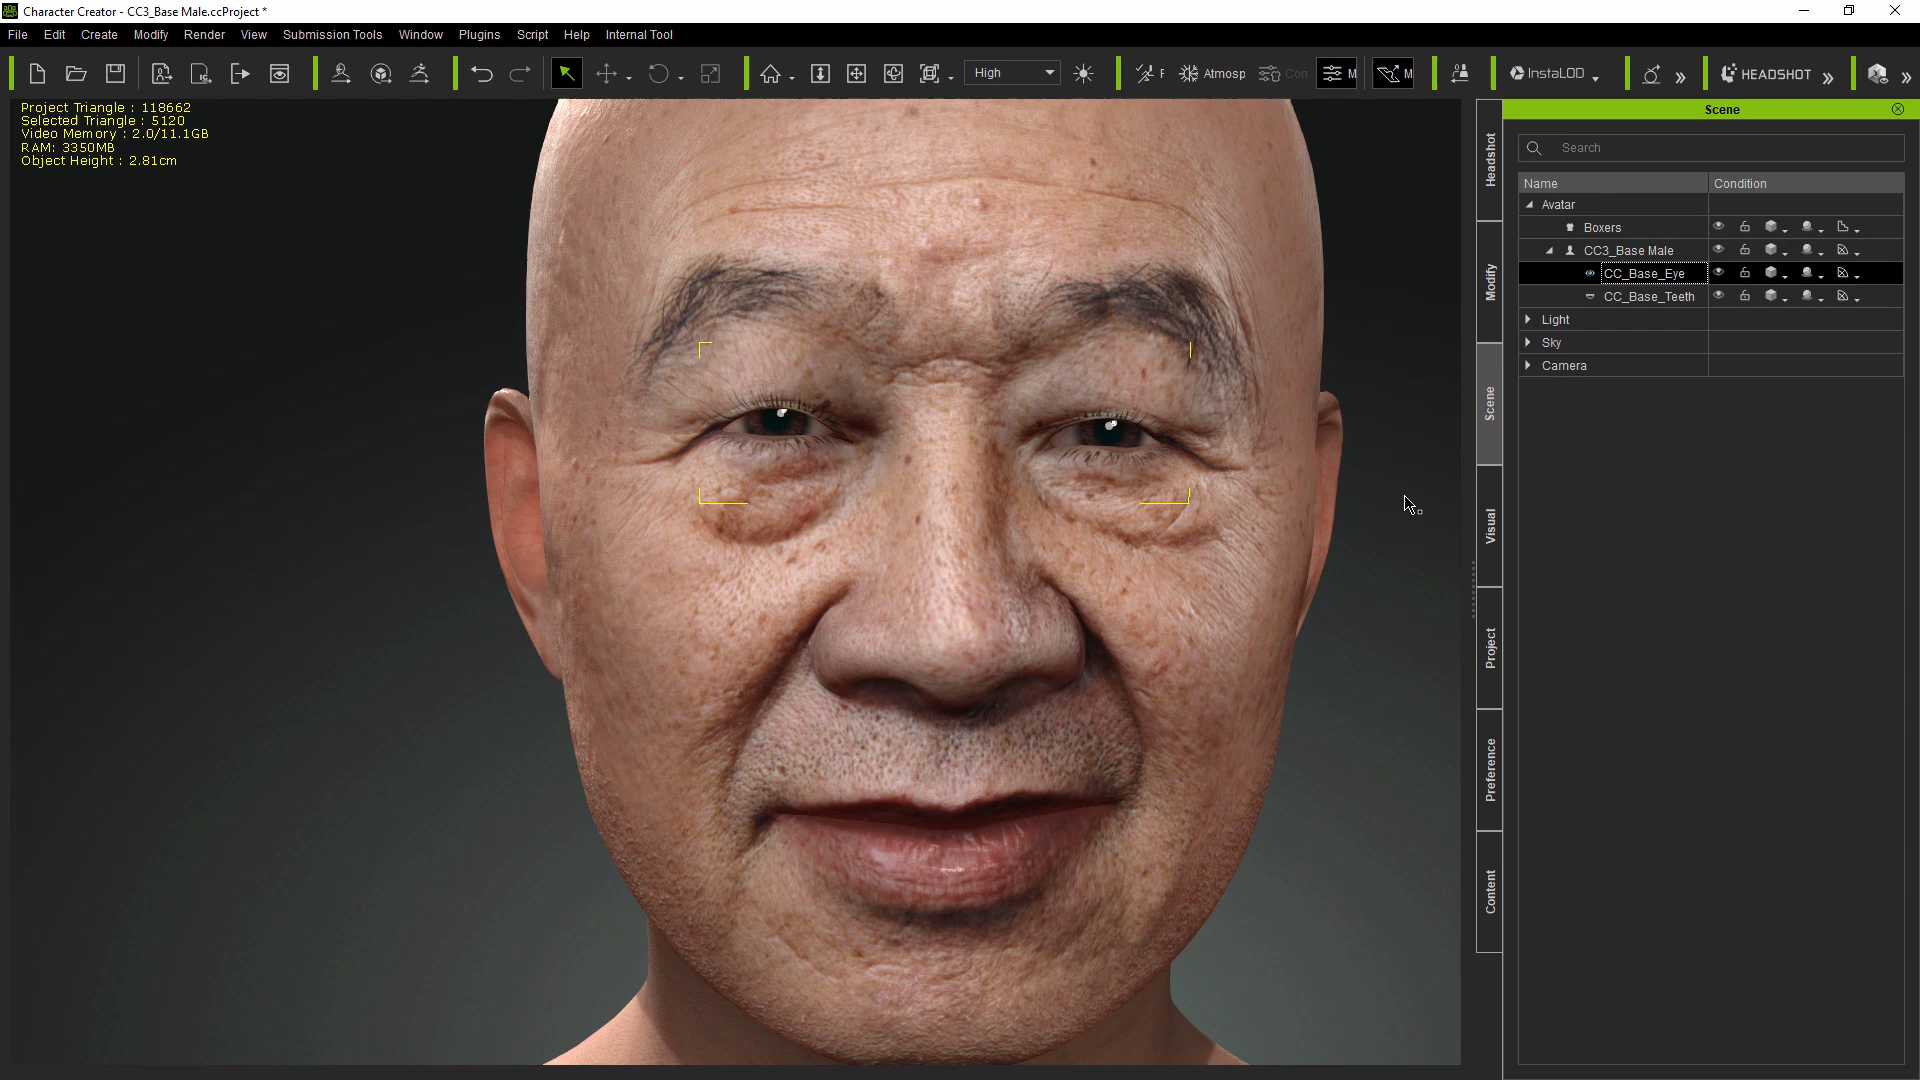 Character Creator - CC3_Base Male.ccProject *
File Edit Create Modify Render View Submission Tools Window Plugins Script Help Internal Tool
High F Atmosp Con M M InstaLOD HEADSHOT
Project Triangle : 118662
Selected Triangle : 5120
Video Memory : 2.0/11.1GB
RAM: 3350MB
Object Height : 2.81cm
Headshot
Modify
Scene
Visual
Project
Preference
Content
Scene
Search
Name Condition
Avatar
Boxers
CC3_Base Male
CC_Base_Eye
CC_Base_Teeth
Light
Sky
Camera